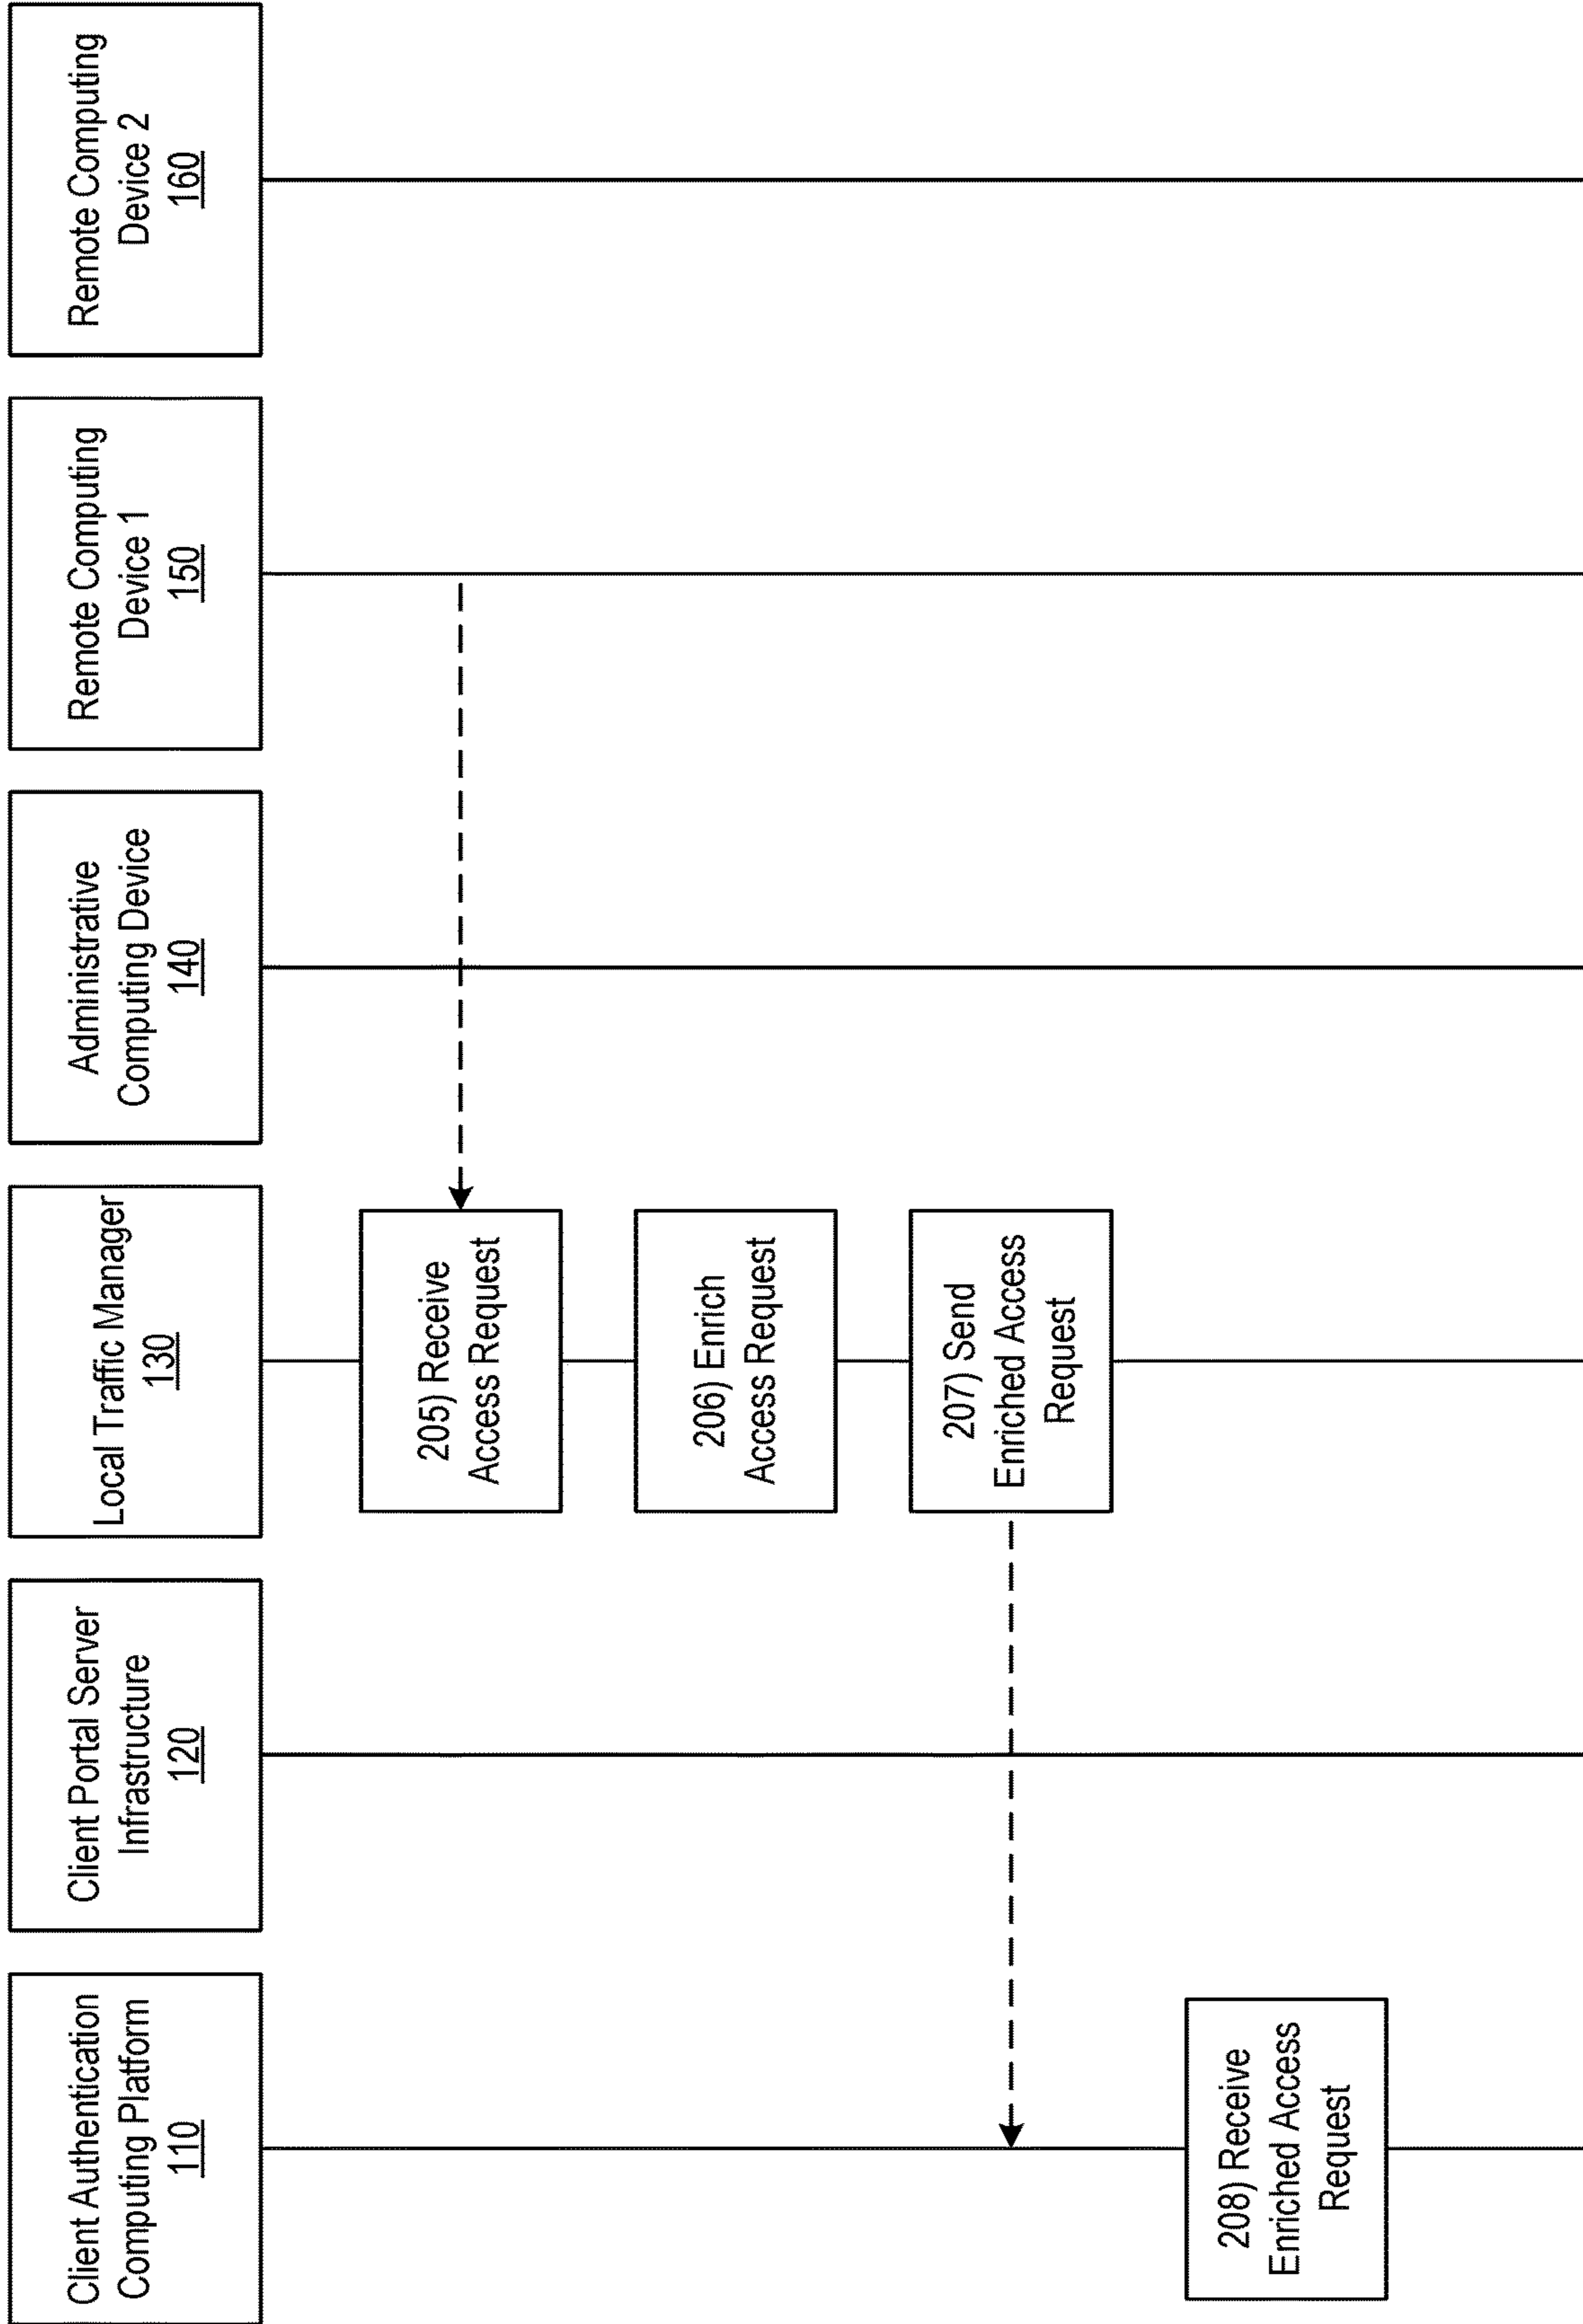 Client Authentication
Computing Platform
110
Client Portal Server
Infrastructure
120
Local Traffic Manager
130
Administrative
Computing Device
140
Remote Computing
Device 1
150
Remote Computing
Device 2
160
205) Receive
Access Request
206) Enrich
Access Request
207) Send
Enriched Access
Request
208) Receive
Enriched Access
Request